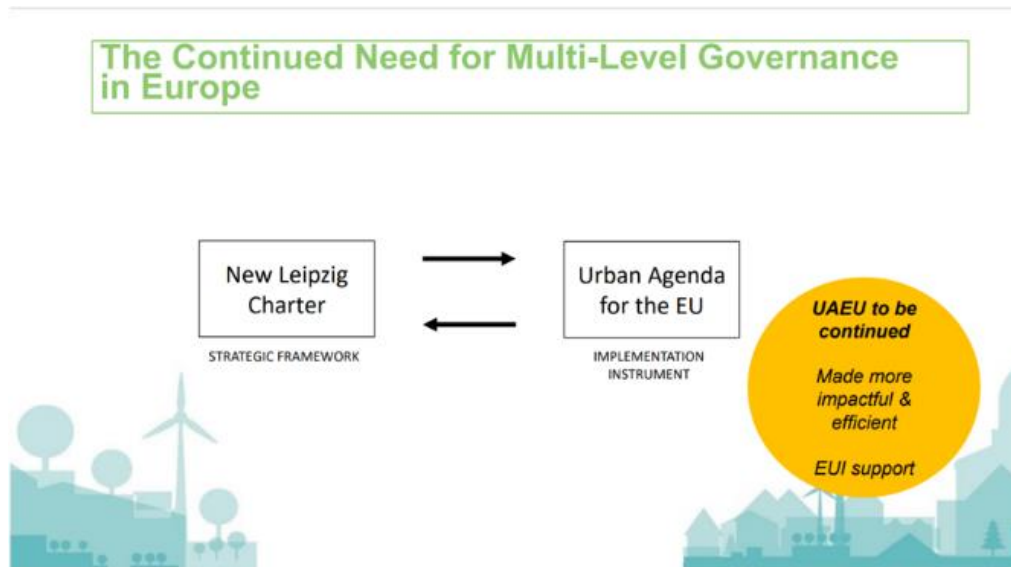 The Continued Need for Multi-Level Governance
in Europe
New Leipzig
Charter
STRATEGIC FRAMEWORK
Urban Agenda
for the EU
IMPLEMENTATION
INSTRUMENT
UAEU to be
continued
Made more
impactful &
efficient
EUI support